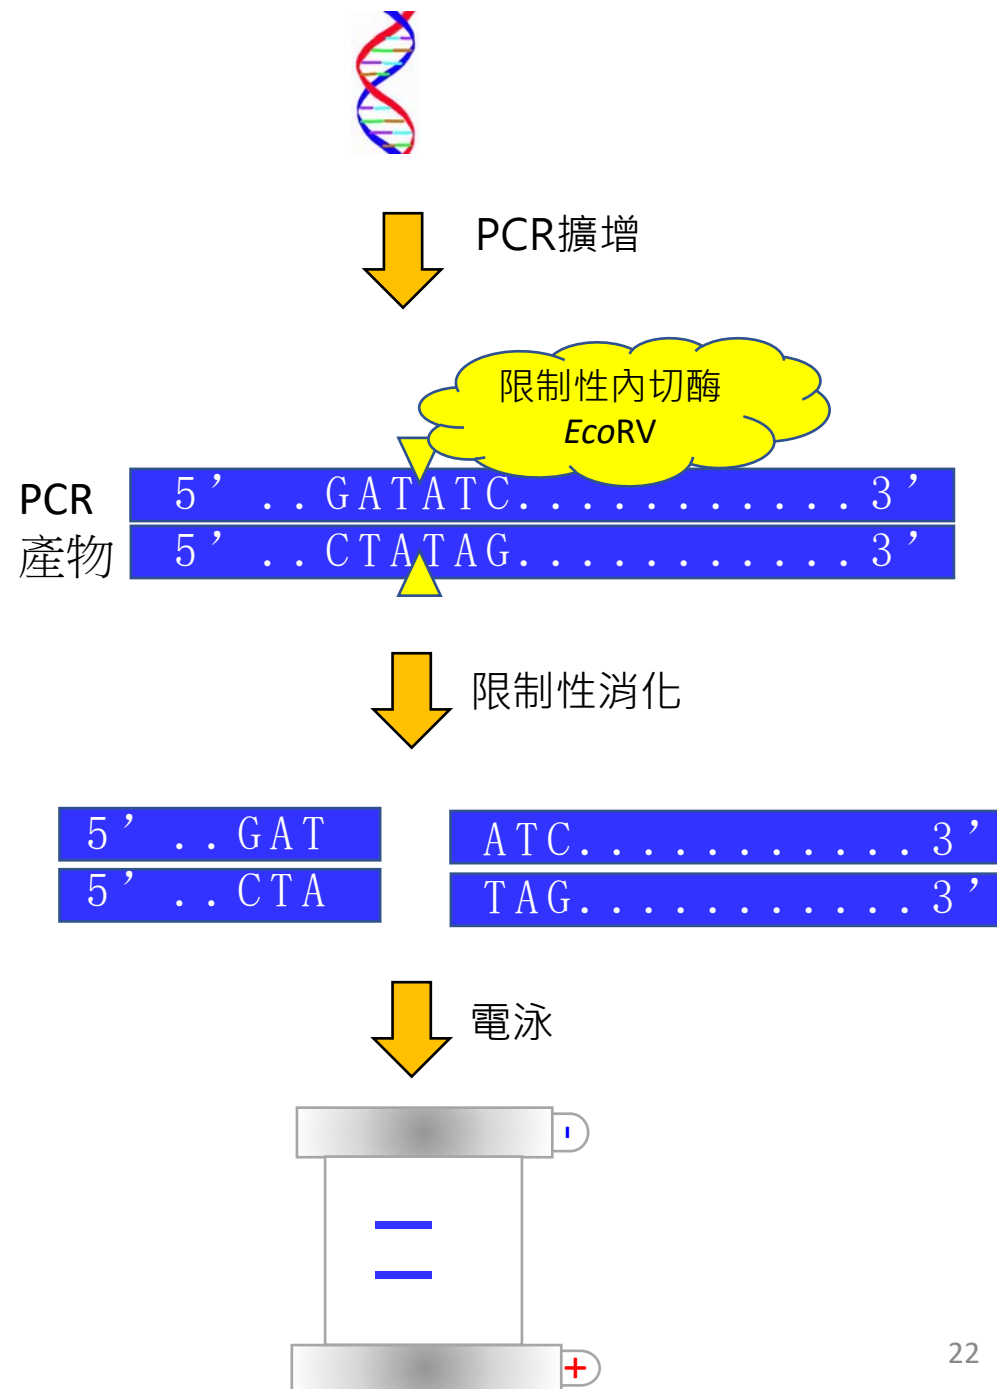 PCR擴增
限制性內切酶
EcoRV
PCR
產物
5’ ..GATATC...........3’
5’ ..CTATAG...........3’
限制性消化
5’ ..GAT
ATC...........3’
5’ ..CTA
TAG...........3’
電泳
-
+
22